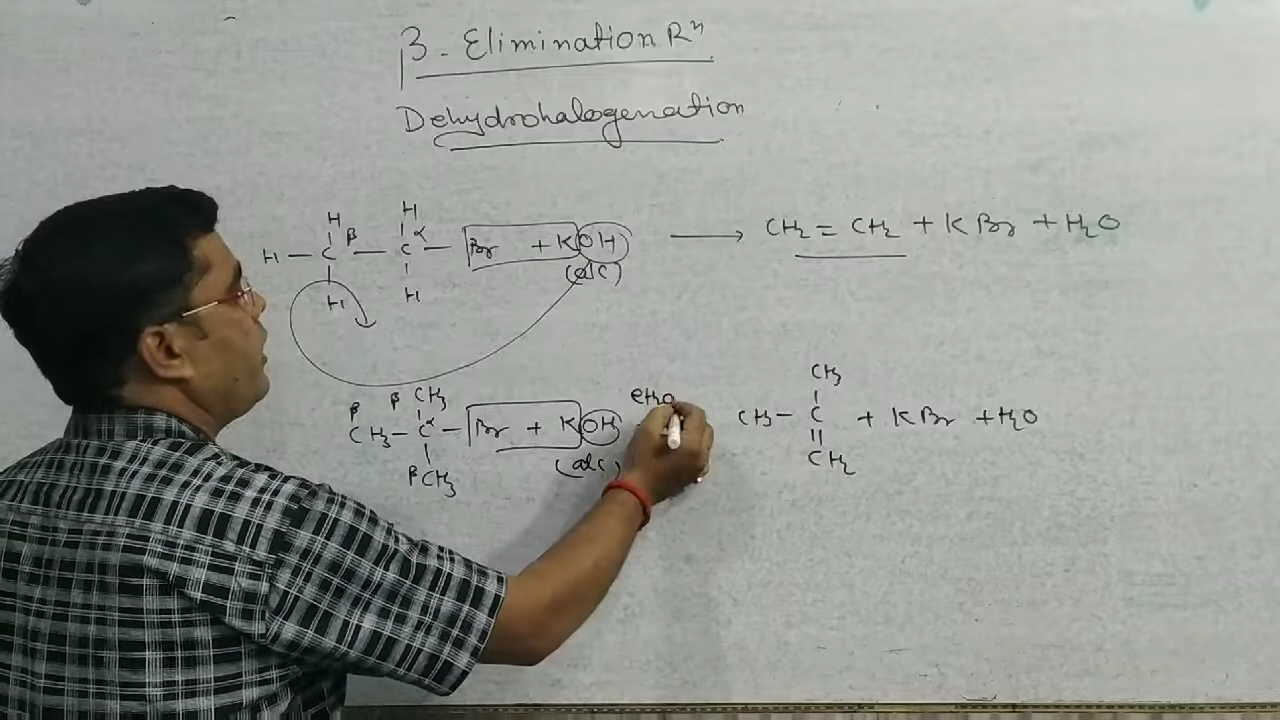 β - Elimination Rⁿ
Dehydrohalogenation
H H
H — C β — C α — Br + KOH ⟶ CH₂ = CH₂ + KBr + H₂O
(alc)
H H
β β CH₃ CH₃
CH₃ — C α — Br + KOH CH₃ — C + KBr + H₂O
(alc)
β CH₃ CH₂